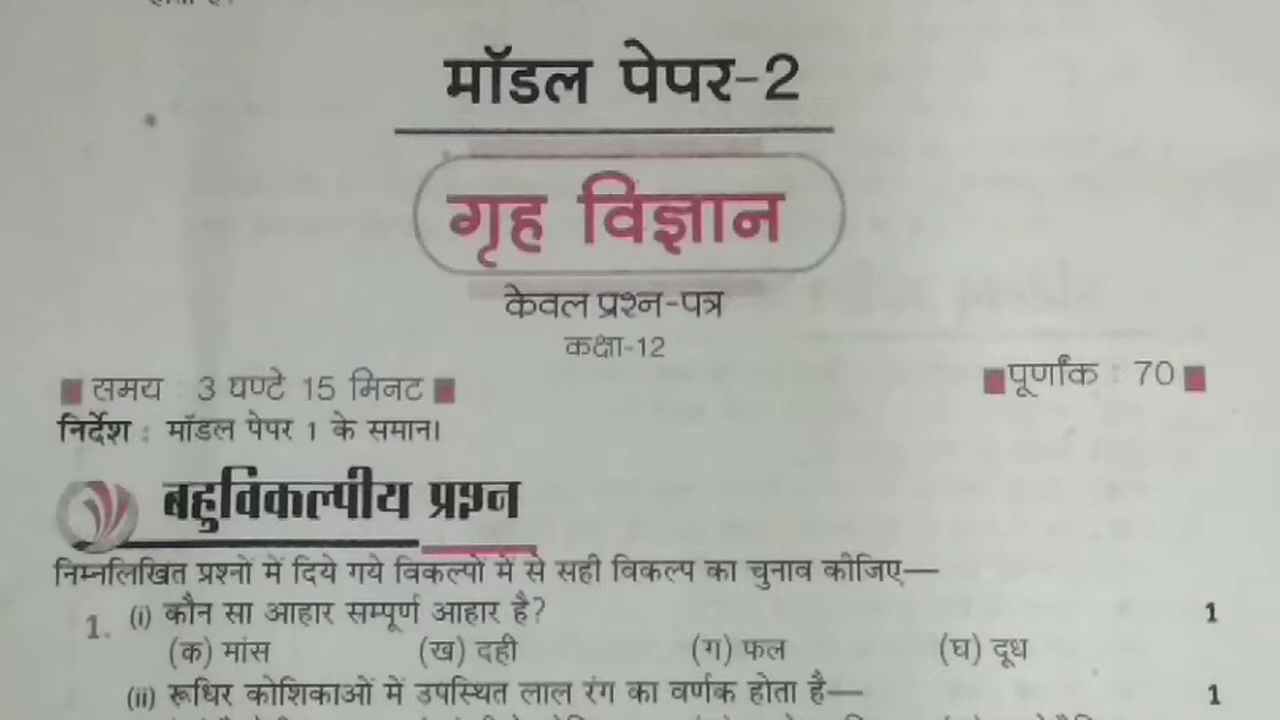 मॉडल पेपर-2
गृह विज्ञान
केवल प्रश्न-पत्र
कक्षा-12
समय : 3 घण्टे 15 मिनट
पूर्णांक : 70
निर्देश : मॉडल पेपर 1 के समान।
बहुविकल्पीय प्रश्न
निम्नलिखित प्रश्नों में दिये गये विकल्पों में से सही विकल्प का चुनाव कीजिए—
1. (i) कौन सा आहार सम्पूर्ण आहार है? 1
(क) मांस (ख) दही (ग) फल (घ) दूध
(ii) रूधिर कोशिकाओं में उपस्थित लाल रंग का वर्णक होता है— 1